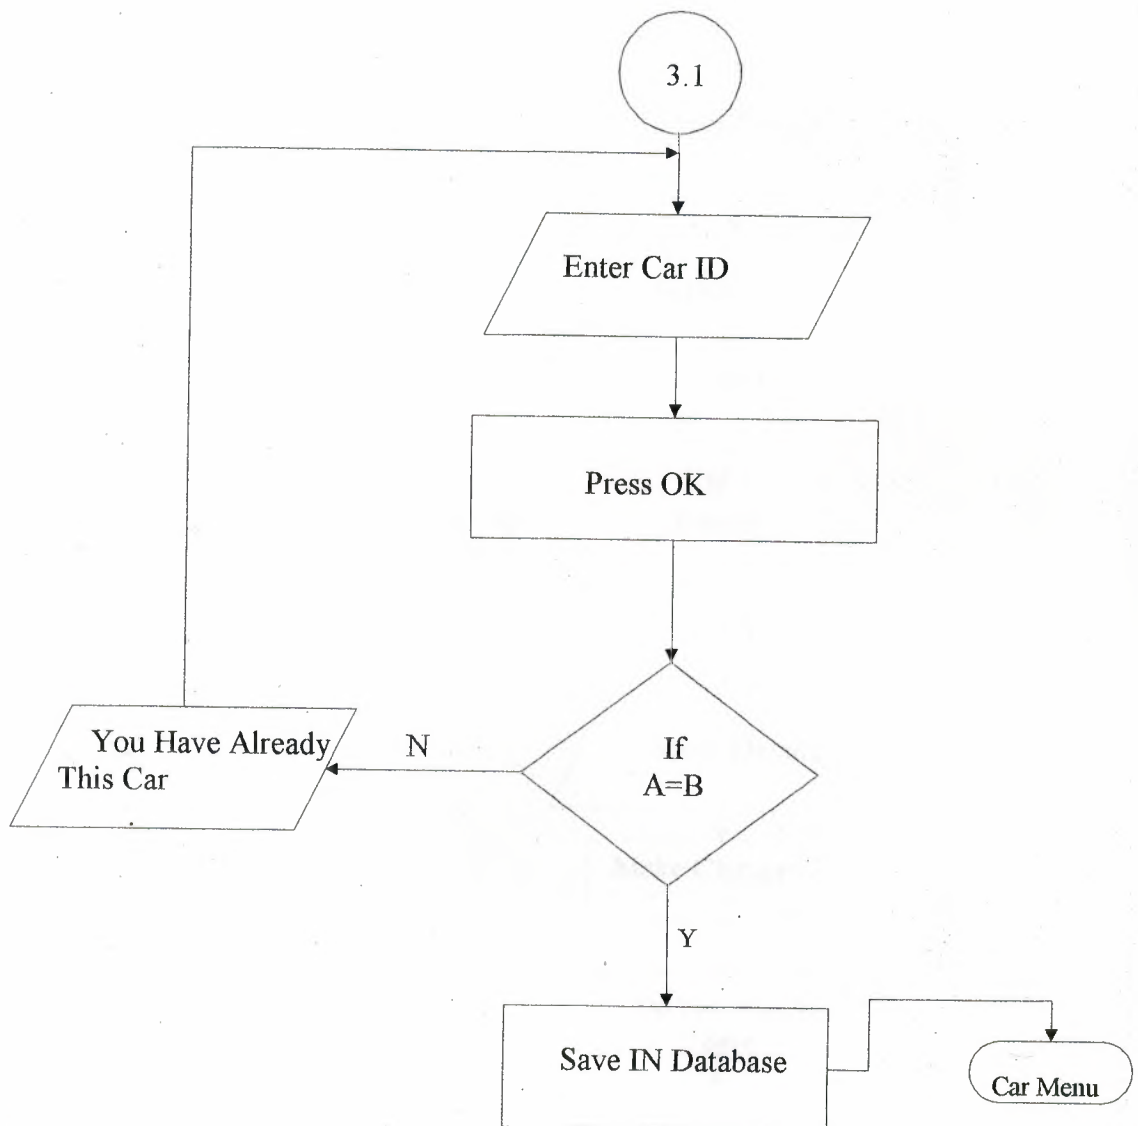 3.1
Enter Car ID
Press OK
If
A=B
N
You Have Already
This Car
Y
Save IN Database
Car Menu